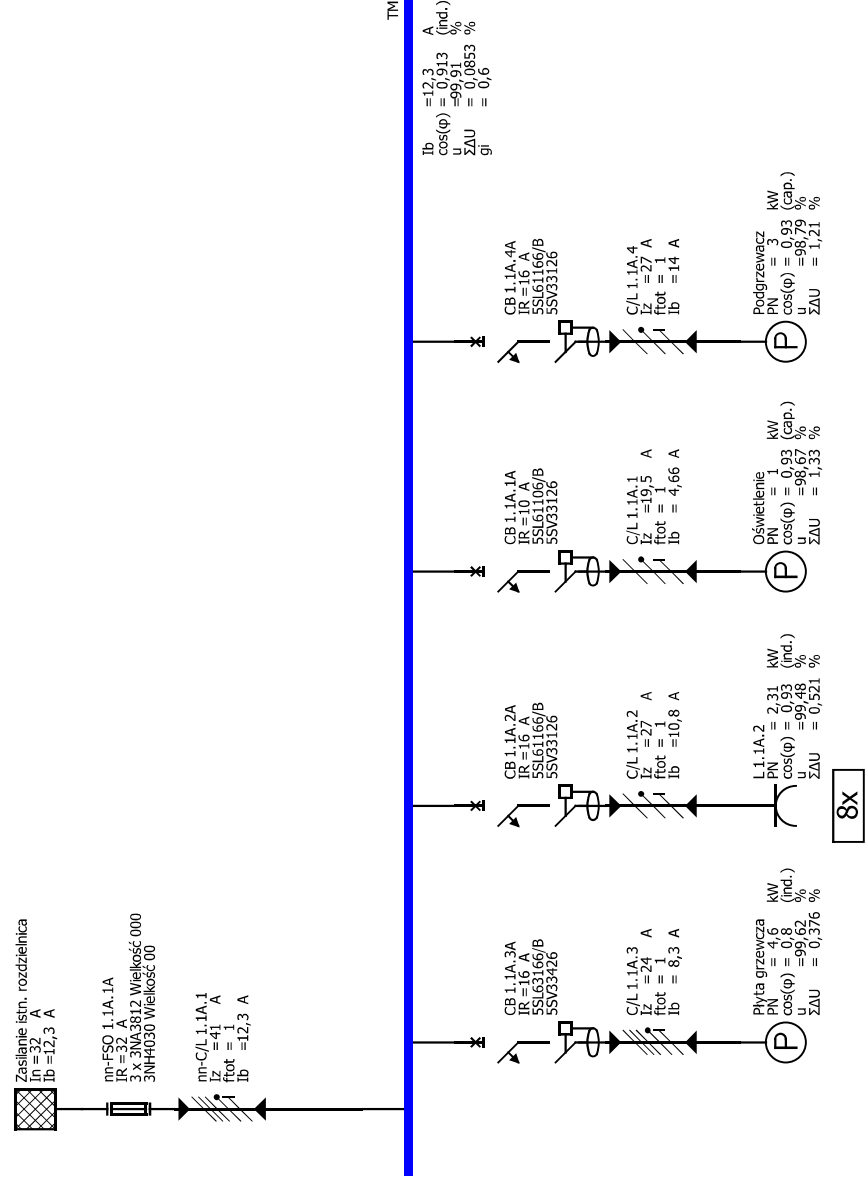 Zasilanie istn. rozdzielnica
In =32 A
Ib =12,3 A
nn-FSO 1.1A.1A
IR =32 A
3 x 3NA3812 Wielkość 000
3NH4030 Wielkość 00
nn-C/L 1.1A.1
Iz = 41 A
ftot = 1
Ib =12,3 A
TM
Ib =12,3 A
cos(φ) = 0,913 (ind.)
u =99,91 %
ΣΔU = 0,0853 %
gi = 0,6
CB 1.1A.3A
IR =16 A
5SL63166/B
5SV33426
C/L 1.1A.3
Iz =24 A
ftot = 1
Ib = 8,3 A
Płyta grzewcza
PN = 4,6 kW
cos(φ) = 0,8 (ind.)
u =99,62 %
ΣΔU = 0,376 %
P
CB 1.1A.2A
IR =16 A
5SL61166/B
5SV33126
C/L 1.1A.2
Iz =27 A
ftot = 1
Ib =10,8 A
L 1.1A.2
PN = 2,31 kW
cos(φ) = 0,93 (ind.)
u =99,48 %
ΣΔU = 0,521 %
8x
CB 1.1A.1A
IR =10 A
5SL61106/B
5SV33126
C/L 1.1A.1
Iz =19,5 A
ftot = 1
Ib = 4,66 A
Oświetlenie
PN = 1 kW
cos(φ) = 0,93 (cap.)
u =98,67 %
ΣΔU = 1,33 %
P
CB 1.1A.4A
IR =16 A
5SL61166/B
5SV33126
C/L 1.1A.4
Iz =27 A
ftot = 1
Ib =14 A
Podgrzewacz
PN = 3 kW
cos(φ) = 0,93 (cap.)
u =98,79 %
ΣΔU = 1,21 %
P